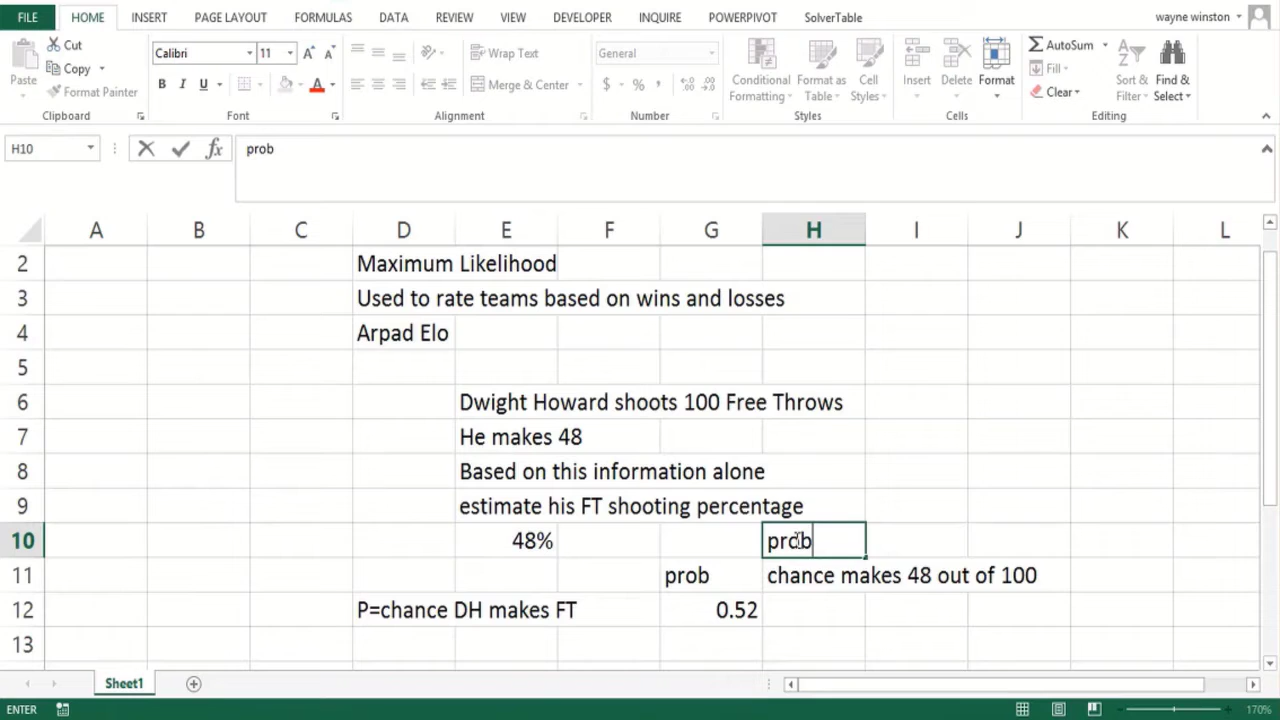 FILE HOME INSERT PAGE LAYOUT FORMULAS DATA REVIEW VIEW DEVELOPER INQUIRE POWERPIVOT SolverTable wayne winston
Cut
Copy
Format Painter
Paste
Clipboard
Calibri 11
B I U
Font
Wrap Text
Merge & Center
Alignment
General
$ % ,
Number
Conditional Formatting
Format as Table
Cell Styles
Styles
Insert Delete Format
Cells
AutoSum
Fill
Clear
Sort & Filter
Find & Select
Editing
H10 fx prob
A B C D E F G H I J K L
2 Maximum Likelihood
3 Used to rate teams based on wins and losses
4 Arpad Elo
5
6 Dwight Howard shoots 100 Free Throws
7 He makes 48
8 Based on this information alone
9 estimate his FT shooting percentage
10 48% prob
11 prob chance makes 48 out of 100
12 P=chance DH makes FT 0.52
13
Sheet1
ENTER 170%